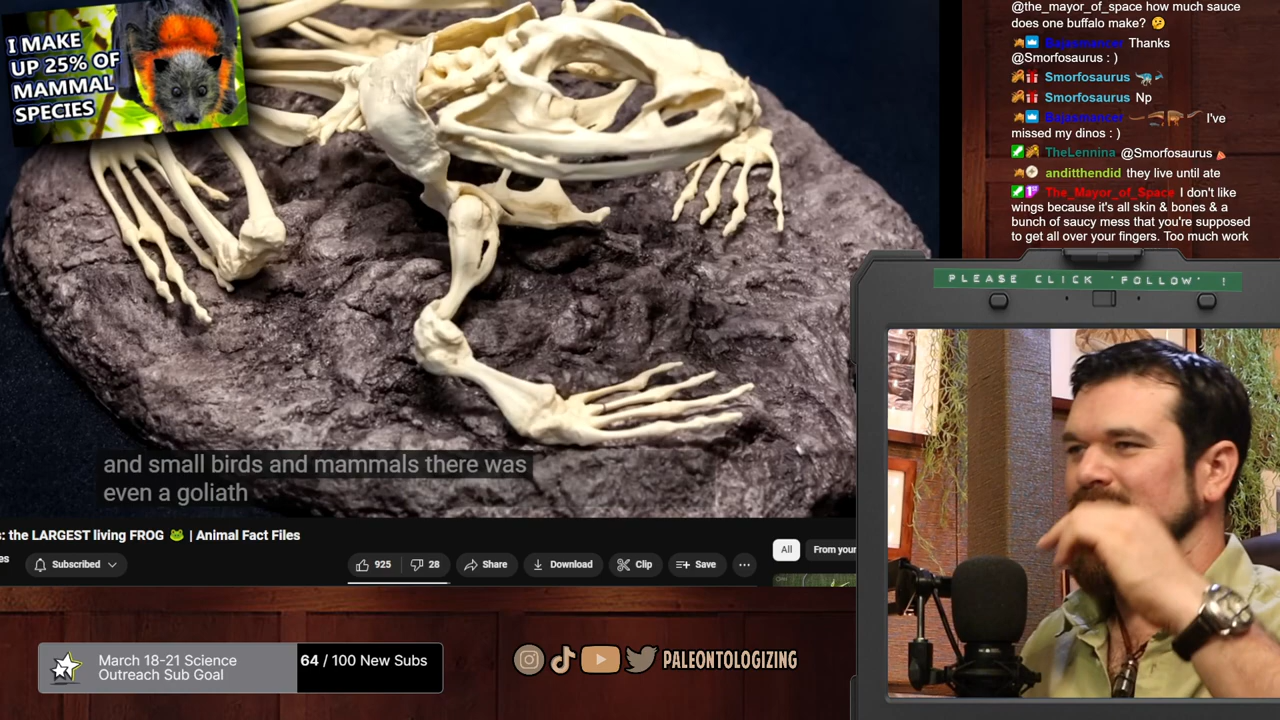 I MAKE
UP 25% OF
MAMMAL
SPECIES
and small birds and mammals there was
even a goliath
s: the LARGEST living FROG 🐸 | Animal Fact Files
es
Subscribed
925
28
Share
Download
Clip
Save
All
From your
@the_mayor_of_space how much sauce
does one buffalo make? 🤔
Thanks
@Smorfosaurus : )
Smorfosaurus
Smorfosaurus Np
I've
missed my dinos : )
TheLennina @Smorfosaurus
anditthendid they live until ate
The_Mayor_of_Space I don't like
wings because it's all skin & bones & a
bunch of saucy mess that you're supposed
to get all over your fingers. Too much work
PLEASE CLICK 'FOLLOW' !
March 18-21 Science
Outreach Sub Goal
64 / 100 New Subs
PALEONTOLOGIZING